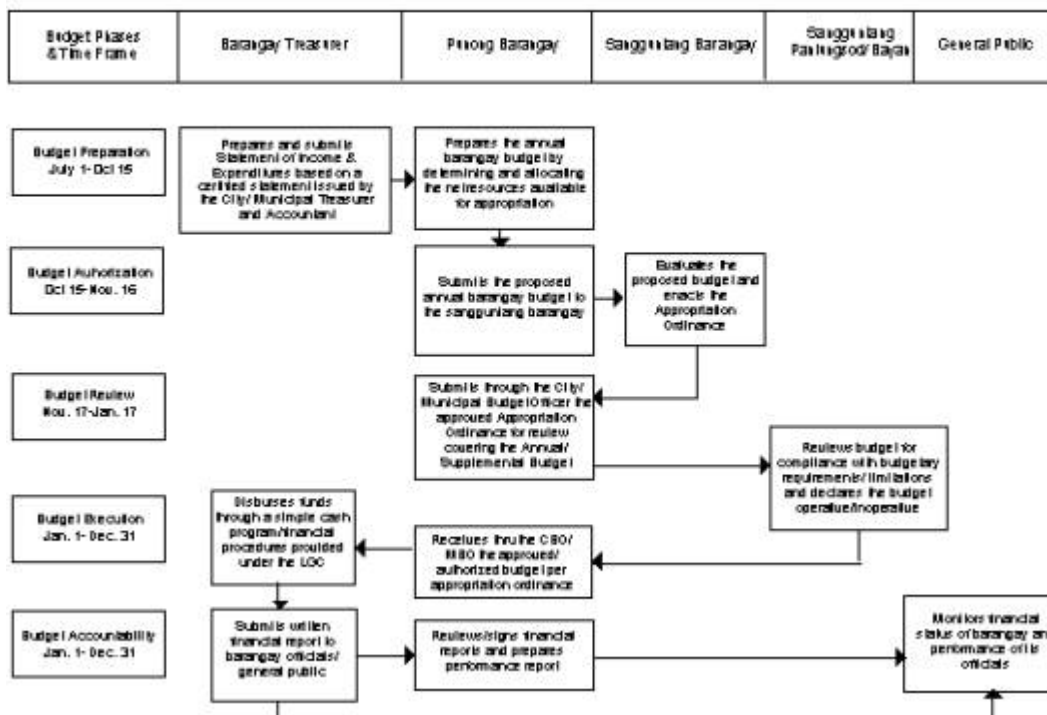 Budget Phases
& Time Frame
Barangay Treasurer
Punong Barangay
Sangguniang Barangay
Sangguniang
Panlungsod/ Bayan
General Public
Budget Preparation
July 1- Oct 15
Prepares and submits
Statement of Income &
Expenditures based on a
certified statement issued by
the City/ Municipal Treasurer
and Accountant
Prepares the annual
barangay budget by
determining and allocating
the net resources available
for appropriation
Budget Authorization
Oct 15- Nov. 16
Submits the proposed
annual barangay budget to
the sangguniang barangay
Evaluates the
proposed budget and
enacts the
Appropriation
Ordinance
Budget Review
Nov. 17-Jan. 17
Submits through the City/
Municipal Budget Officer the
approved Appropriation
Ordinance for review
covering the Annual/
Supplemental Budget
Reviews budget for
compliance with budgetary
requirements/ limitations
and declares the budget
operative/inoperative
Budget Execution
Jan. 1- Dec. 31
Disburses funds
through a simple cash
program/financial
procedures provided
under the LGC
Receives thru the CBO/
MBO the approved/
authorized budget per
appropriation ordinance
Budget Accountability
Jan. 1- Dec. 31
Submits written
financial report to
barangay officials/
general public
Reviews/signs financial
reports and prepares
performance report
Monitors financial
status of barangay and
performance of its
officials